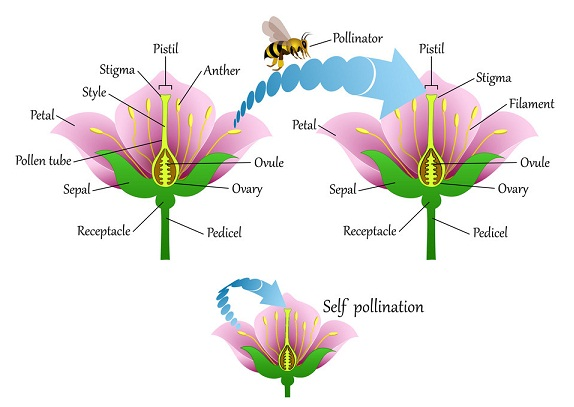 Pollinator
Pistil
Stigma
Anther
Style
Petal
Pollen tube
Ovule
Sepal
Ovary
Receptacle
Pedicel
Pistil
Stigma
Filament
Petal
Ovule
Sepal
Ovary
Receptacle
Pedicel
Self pollination